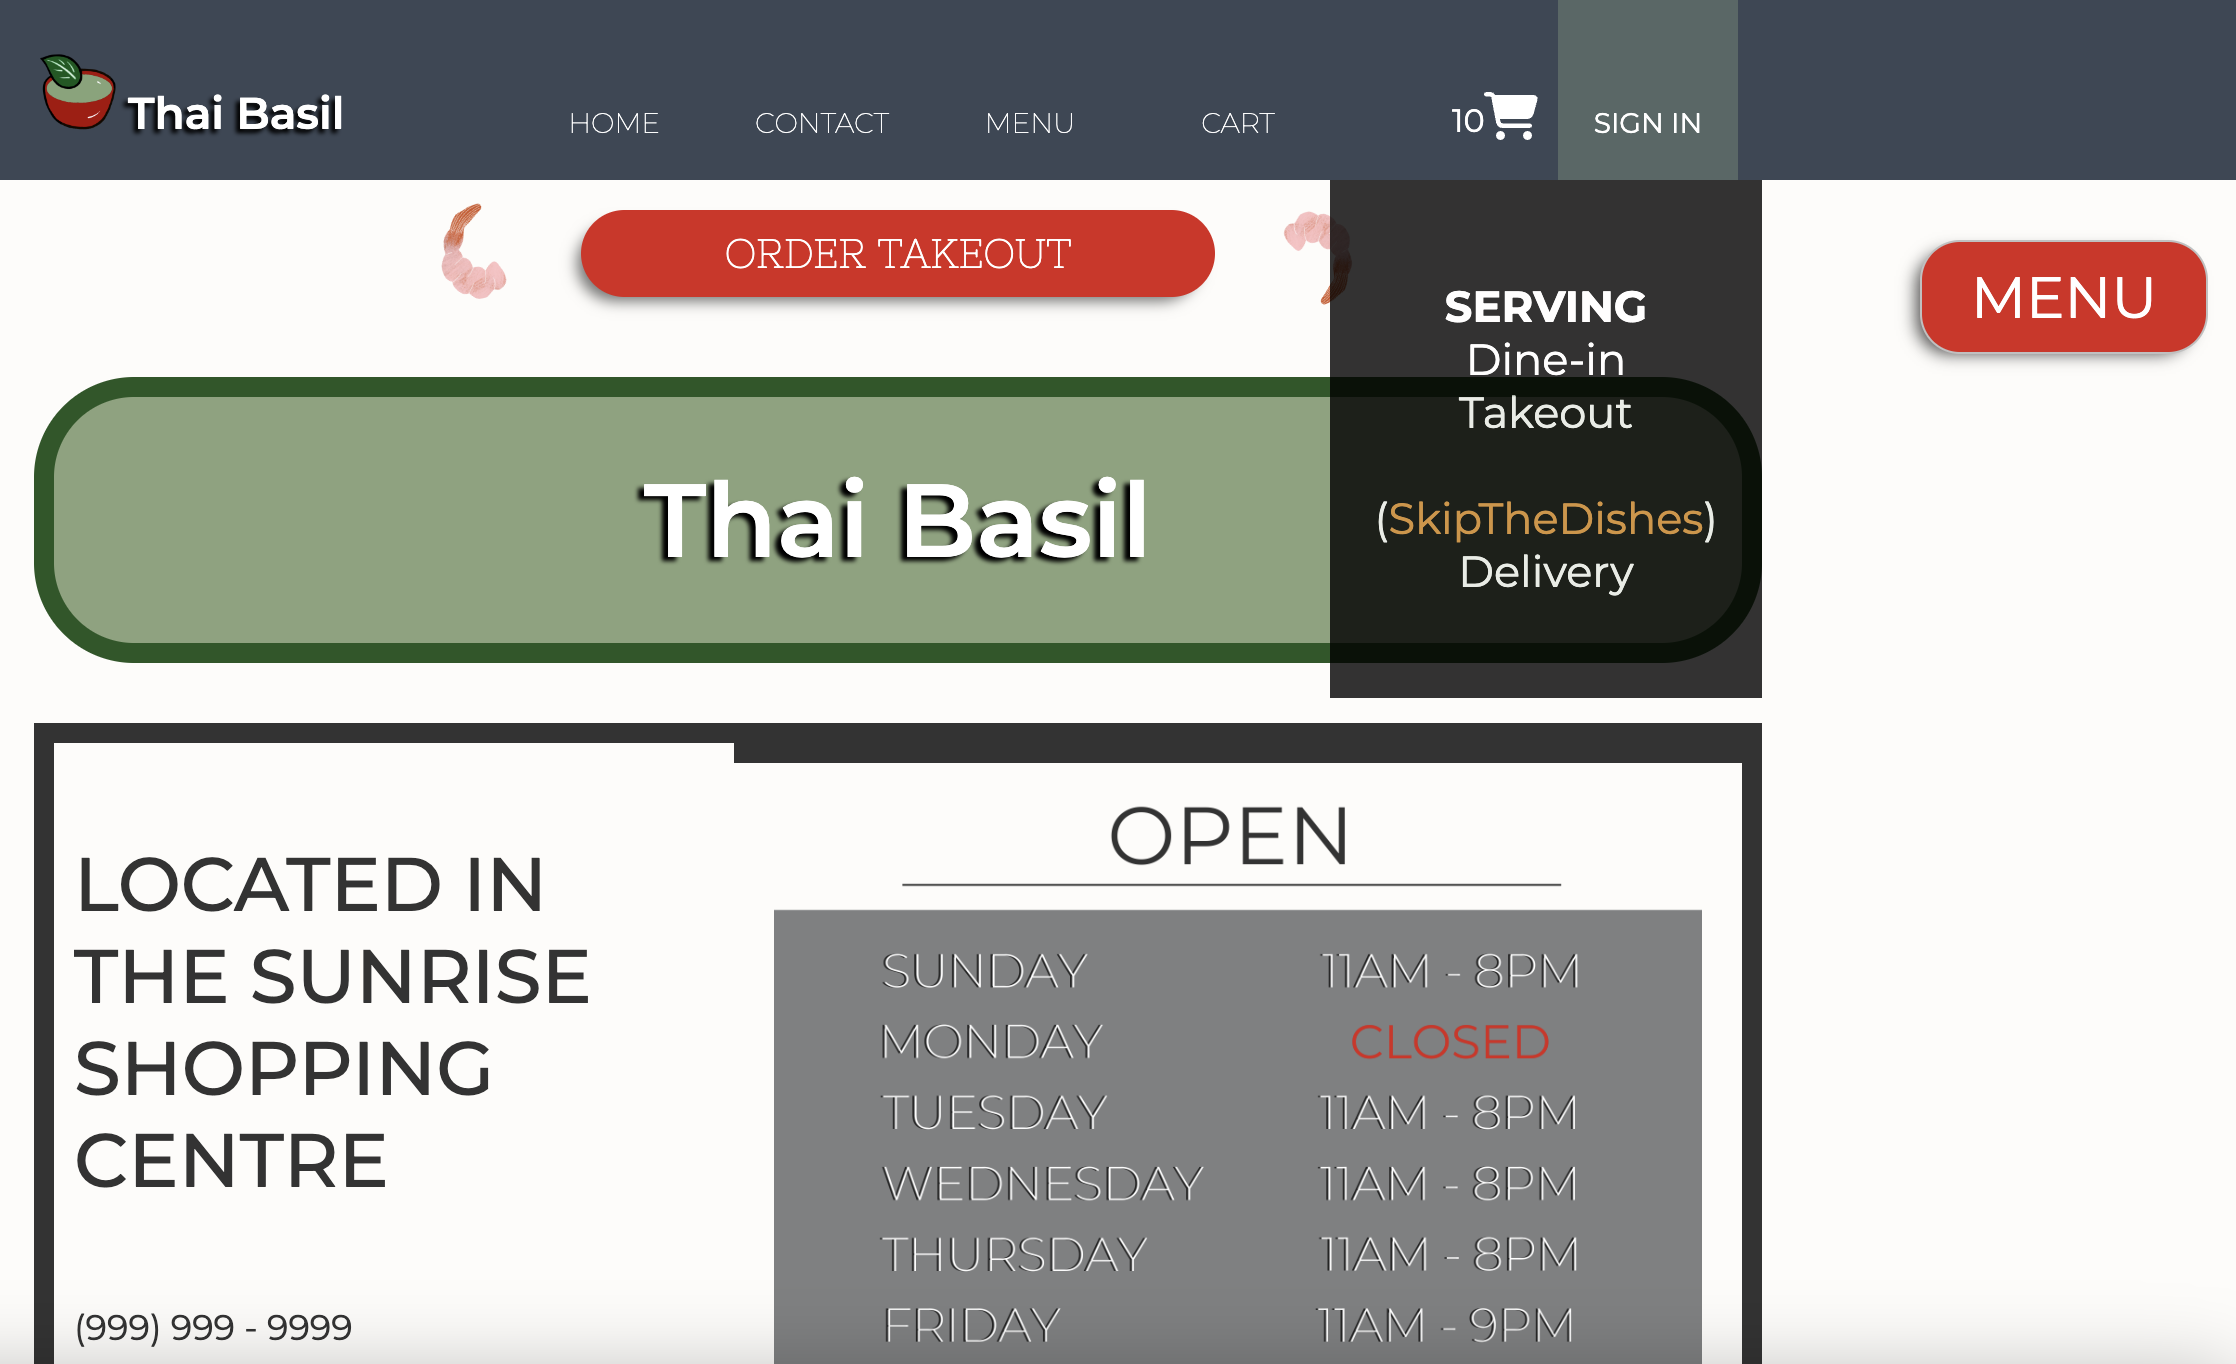 Thai Basil
HOME CONTACT MENU CART 10 SIGN IN
ORDER TAKEOUT
MENU
SERVING
Dine-in
Takeout
(SkipTheDishes)
Delivery
Thai Basil
LOCATED IN
THE SUNRISE
SHOPPING
CENTRE
(999) 999 - 9999
OPEN
SUNDAY 11AM - 8PM
MONDAY CLOSED
TUESDAY 11AM - 8PM
WEDNESDAY 11AM - 8PM
THURSDAY 11AM - 8PM
FRIDAY 11AM - 9PM